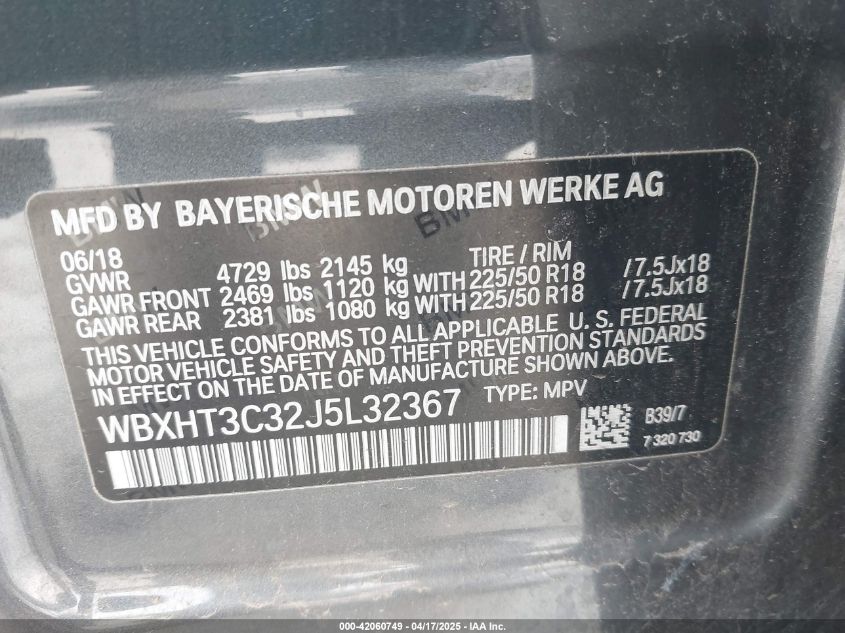 MFD BY BAYERISCHE MOTOREN WERKE AG
06/18 TIRE / RIM
GVWR 4729 lbs 2145 kg
GAWR FRONT 2469 lbs 1120 kg WITH 225/50 R18 / 7.5Jx18
GAWR REAR 2381 lbs 1080 kg WITH 225/50 R18 / 7.5Jx18
THIS VEHICLE CONFORMS TO ALL APPLICABLE U. S. FEDERAL
MOTOR VEHICLE SAFETY AND THEFT PREVENTION STANDARDS
IN EFFECT ON THE DATE OF MANUFACTURE SHOWN ABOVE.
WBXHT3C32J5L32367 TYPE: MPV
B39/7
7 320 730
000-42060749 - 04/17/2025 - IAA Inc.